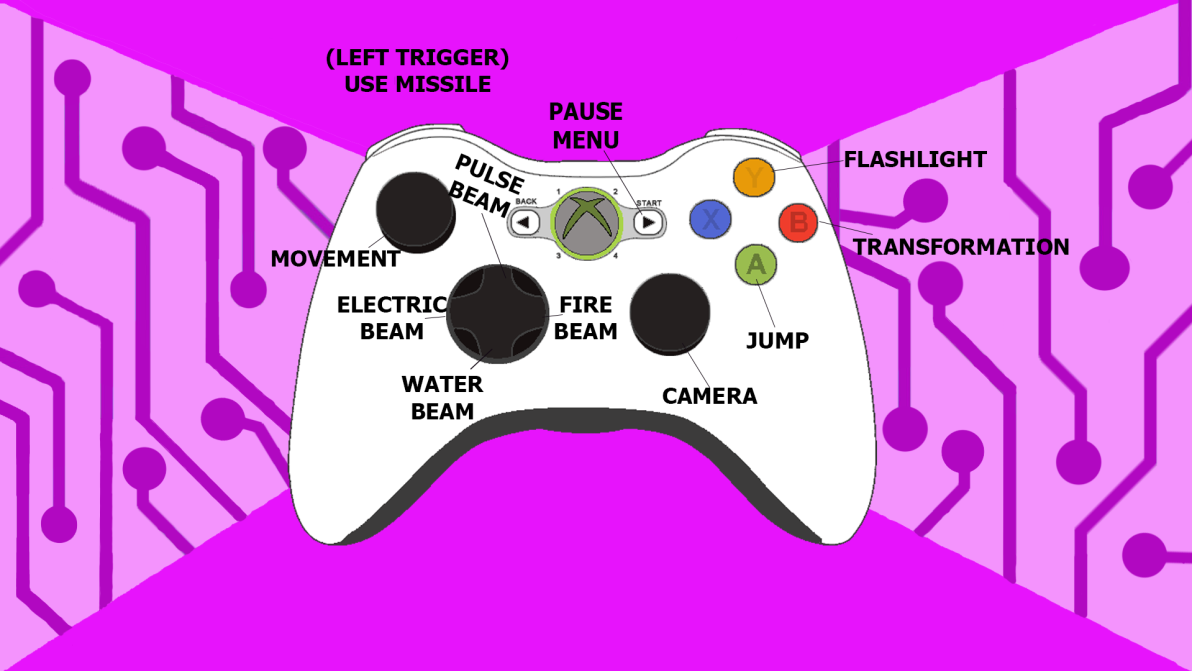 (LEFT TRIGGER)
USE MISSILE
PAUSE
MENU
PULSE
BEAM
FLASHLIGHT
Y
1
2
BACK
START
X
B
TRANSFORMATION
MOVEMENT
3
4
A
ELECTRIC
BEAM
FIRE
BEAM
JUMP
WATER
BEAM
CAMERA